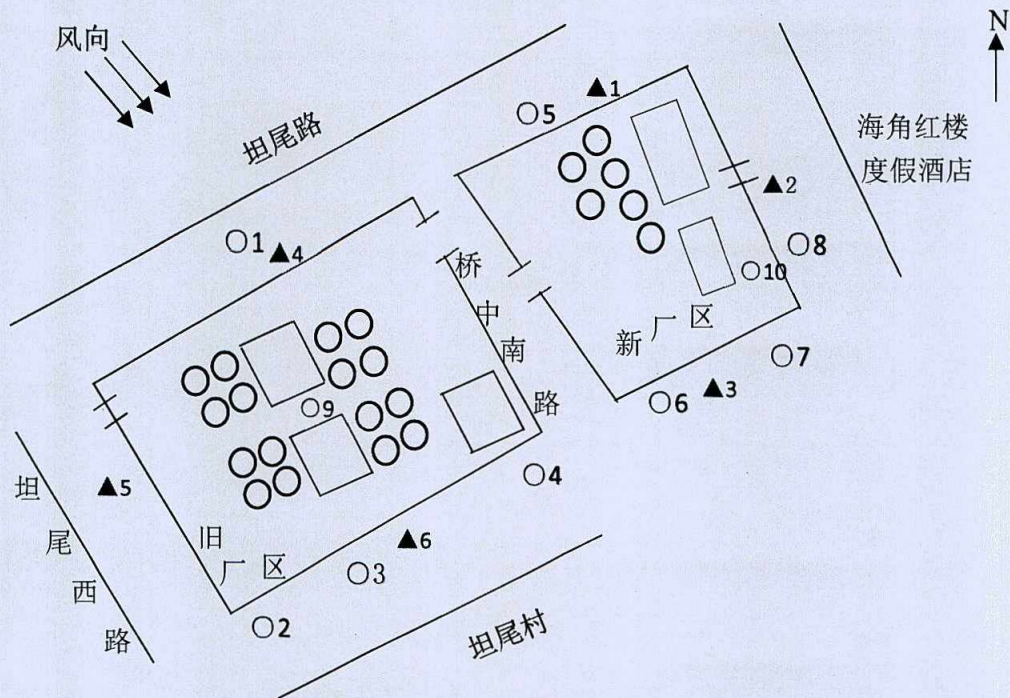 风向
N
坦尾路
海角红楼
度假酒店
▲1
○5
▲2
○8
○10
新厂区
○7
○6 ▲3
○1 ▲4
桥中南路
○9
○4
坦尾西路
▲5
▲6
旧厂区
○3
○2
坦尾村